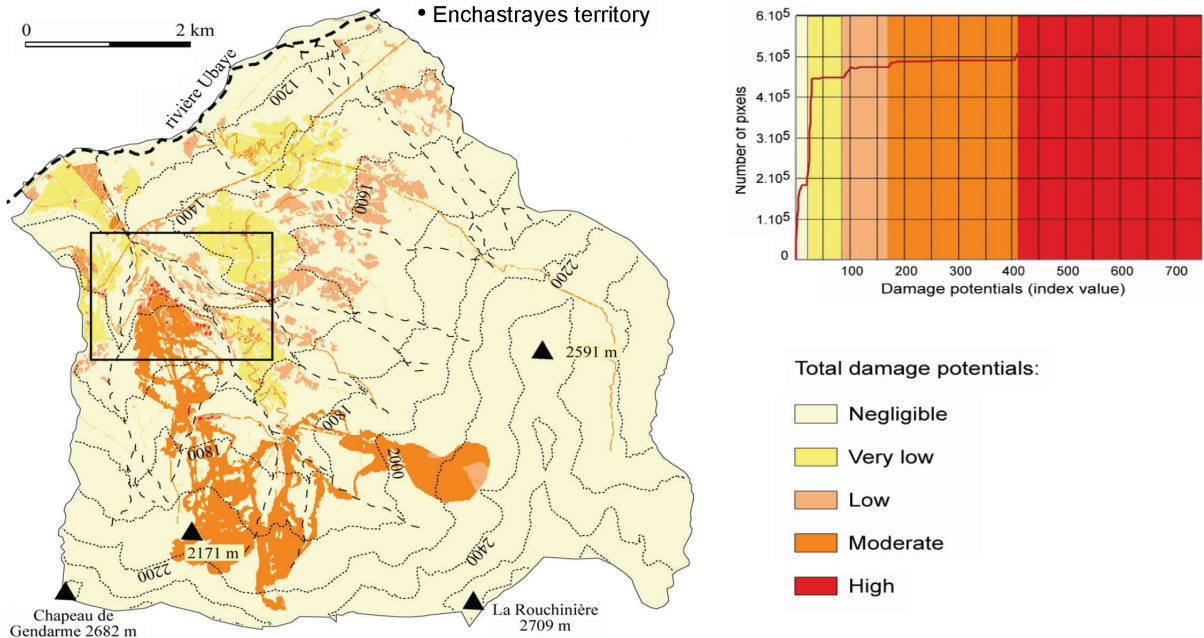 • Enchastrayes territory
0 2 km
rivière Ubaye
1200
1400
1600
2200
2591 m
1800
1800
2000
2171 m
2200
2400
Chapeau de
Gendarme 2682 m
La Rouchinière
2709 m
Number of pixels
6.10⁵
5.10⁵
4.10⁵
3.10⁵
2.10⁵
1.10⁵
0
100 200 300 400 500 600 700
Damage potentials (index value)
Total damage potentials:
Negligible
Very low
Low
Moderate
High